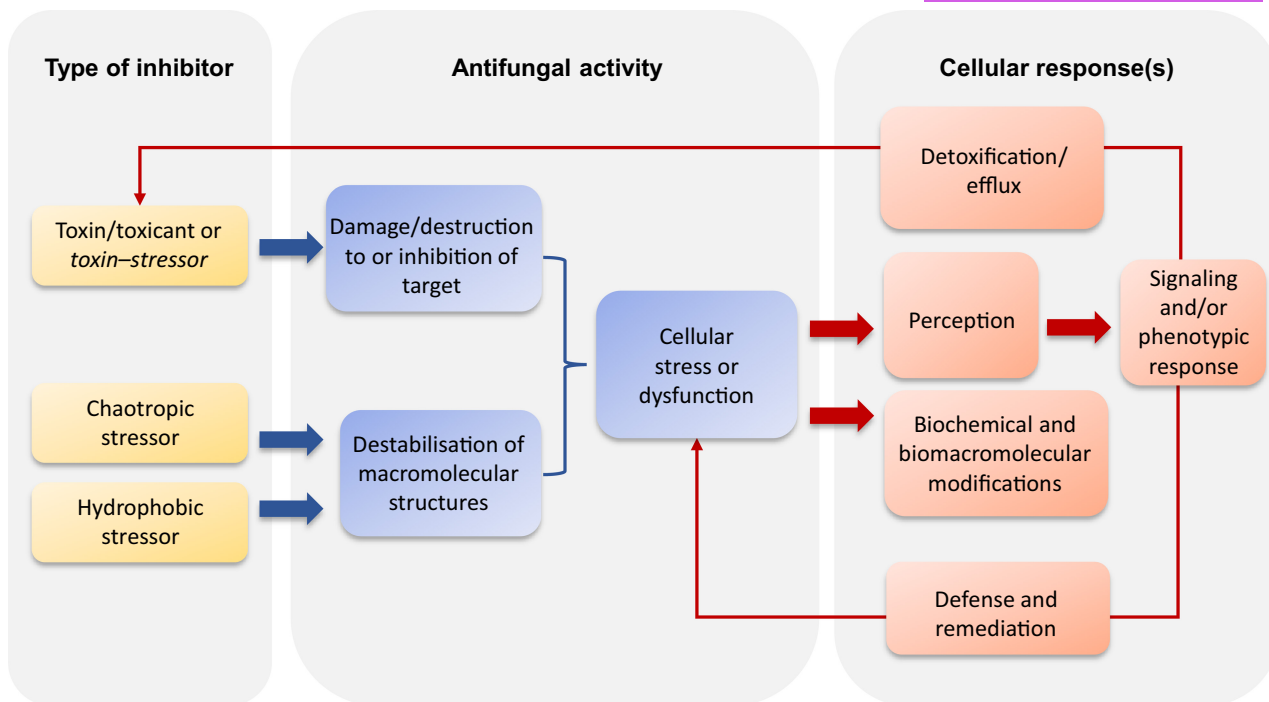 Type of inhibitor
Antifungal activity
Cellular response(s)
Toxin/toxicant or
toxin–stressor
Chaotropic
stressor
Hydrophobic
stressor
Damage/destruction
to or inhibition of
target
Destabilisation of
macromolecular
structures
Cellular
stress or
dysfunction
Detoxification/
efflux
Perception
Signaling
and/or
phenotypic
response
Biochemical and
biomacromolecular
modifications
Defense and
remediation